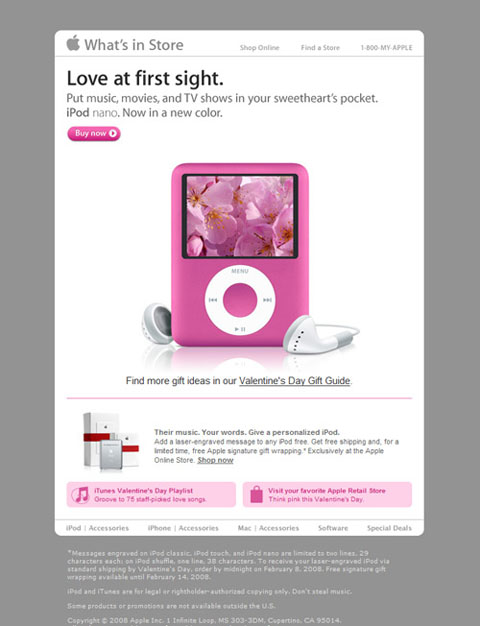 What's in Store
Shop Online Find a Store 1-800-MY-APPLE
Love at first sight.
Put music, movies, and TV shows in your sweetheart's pocket.
iPod nano. Now in a new color.
Buy now
MENU
Find more gift ideas in our Valentine's Day Gift Guide.
Their music. Your words. Give a personalized iPod.
Add a laser-engraved message to any iPod free. Get free shipping and, for a
limited time, free Apple signature gift wrapping.* Exclusively at the Apple
Online Store. Shop now
iTunes Valentine's Day Playlist
Groove to 75 staff-picked love songs.
Visit your favorite Apple Retail Store
Think pink this Valentine's Day.
iPod | Accessories iPhone | Accessories Mac | Accessories Software Special Deals
*Messages engraved on iPod classic, iPod touch, and iPod nano are limited to two lines, 29
characters each; on iPod shuffle, one line, 38 characters. To receive your laser-engraved iPod via
standard shipping by Valentine's Day, order by midnight on February 8, 2008. Free signature gift
wrapping available until February 14, 2008.
iPod and iTunes are for legal or rightholder-authorized copying only. Don't steal music.
Some products or promotions are not available outside the U.S.
Copyright © 2008 Apple Inc. 1 Infinite Loop, MS 303-3DM, Cupertino, CA 95014.